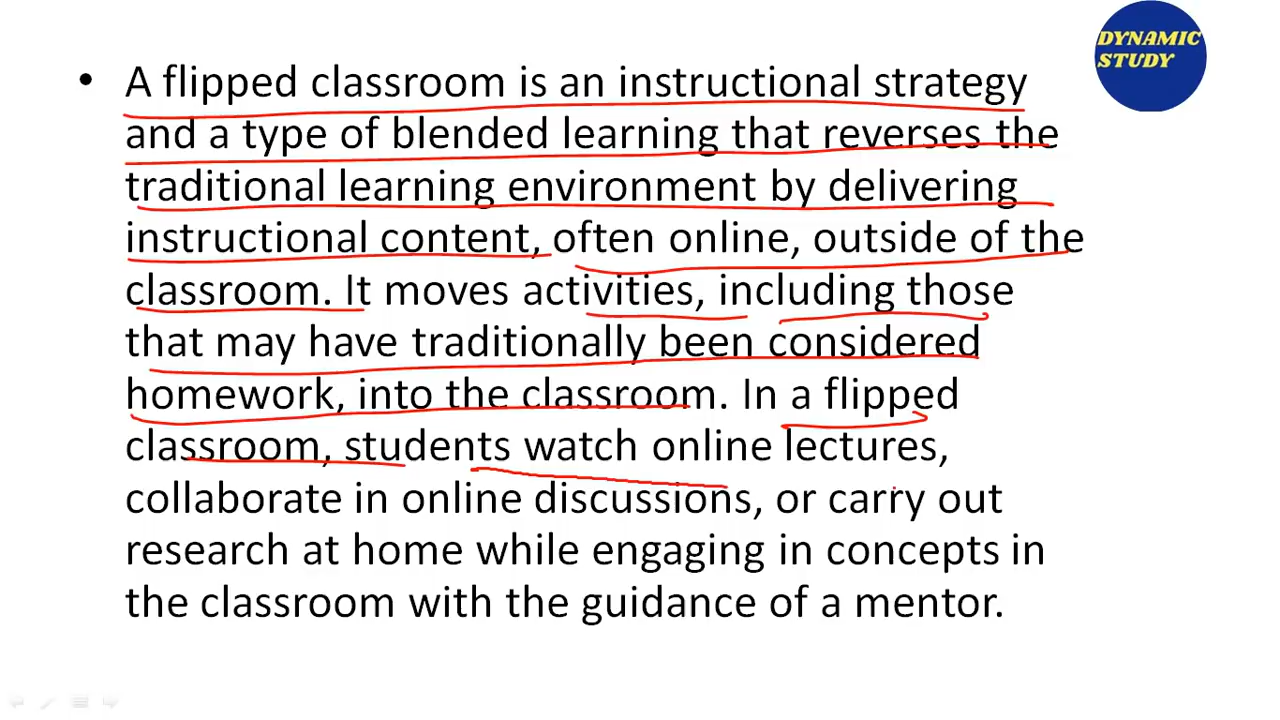 DYNAMIC
STUDY
• A flipped classroom is an instructional strategy
and a type of blended learning that reverses the
traditional learning environment by delivering
instructional content, often online, outside of the
classroom. It moves activities, including those
that may have traditionally been considered
homework, into the classroom. In a flipped
classroom, students watch online lectures,
collaborate in online discussions, or carry out
research at home while engaging in concepts in
the classroom with the guidance of a mentor.